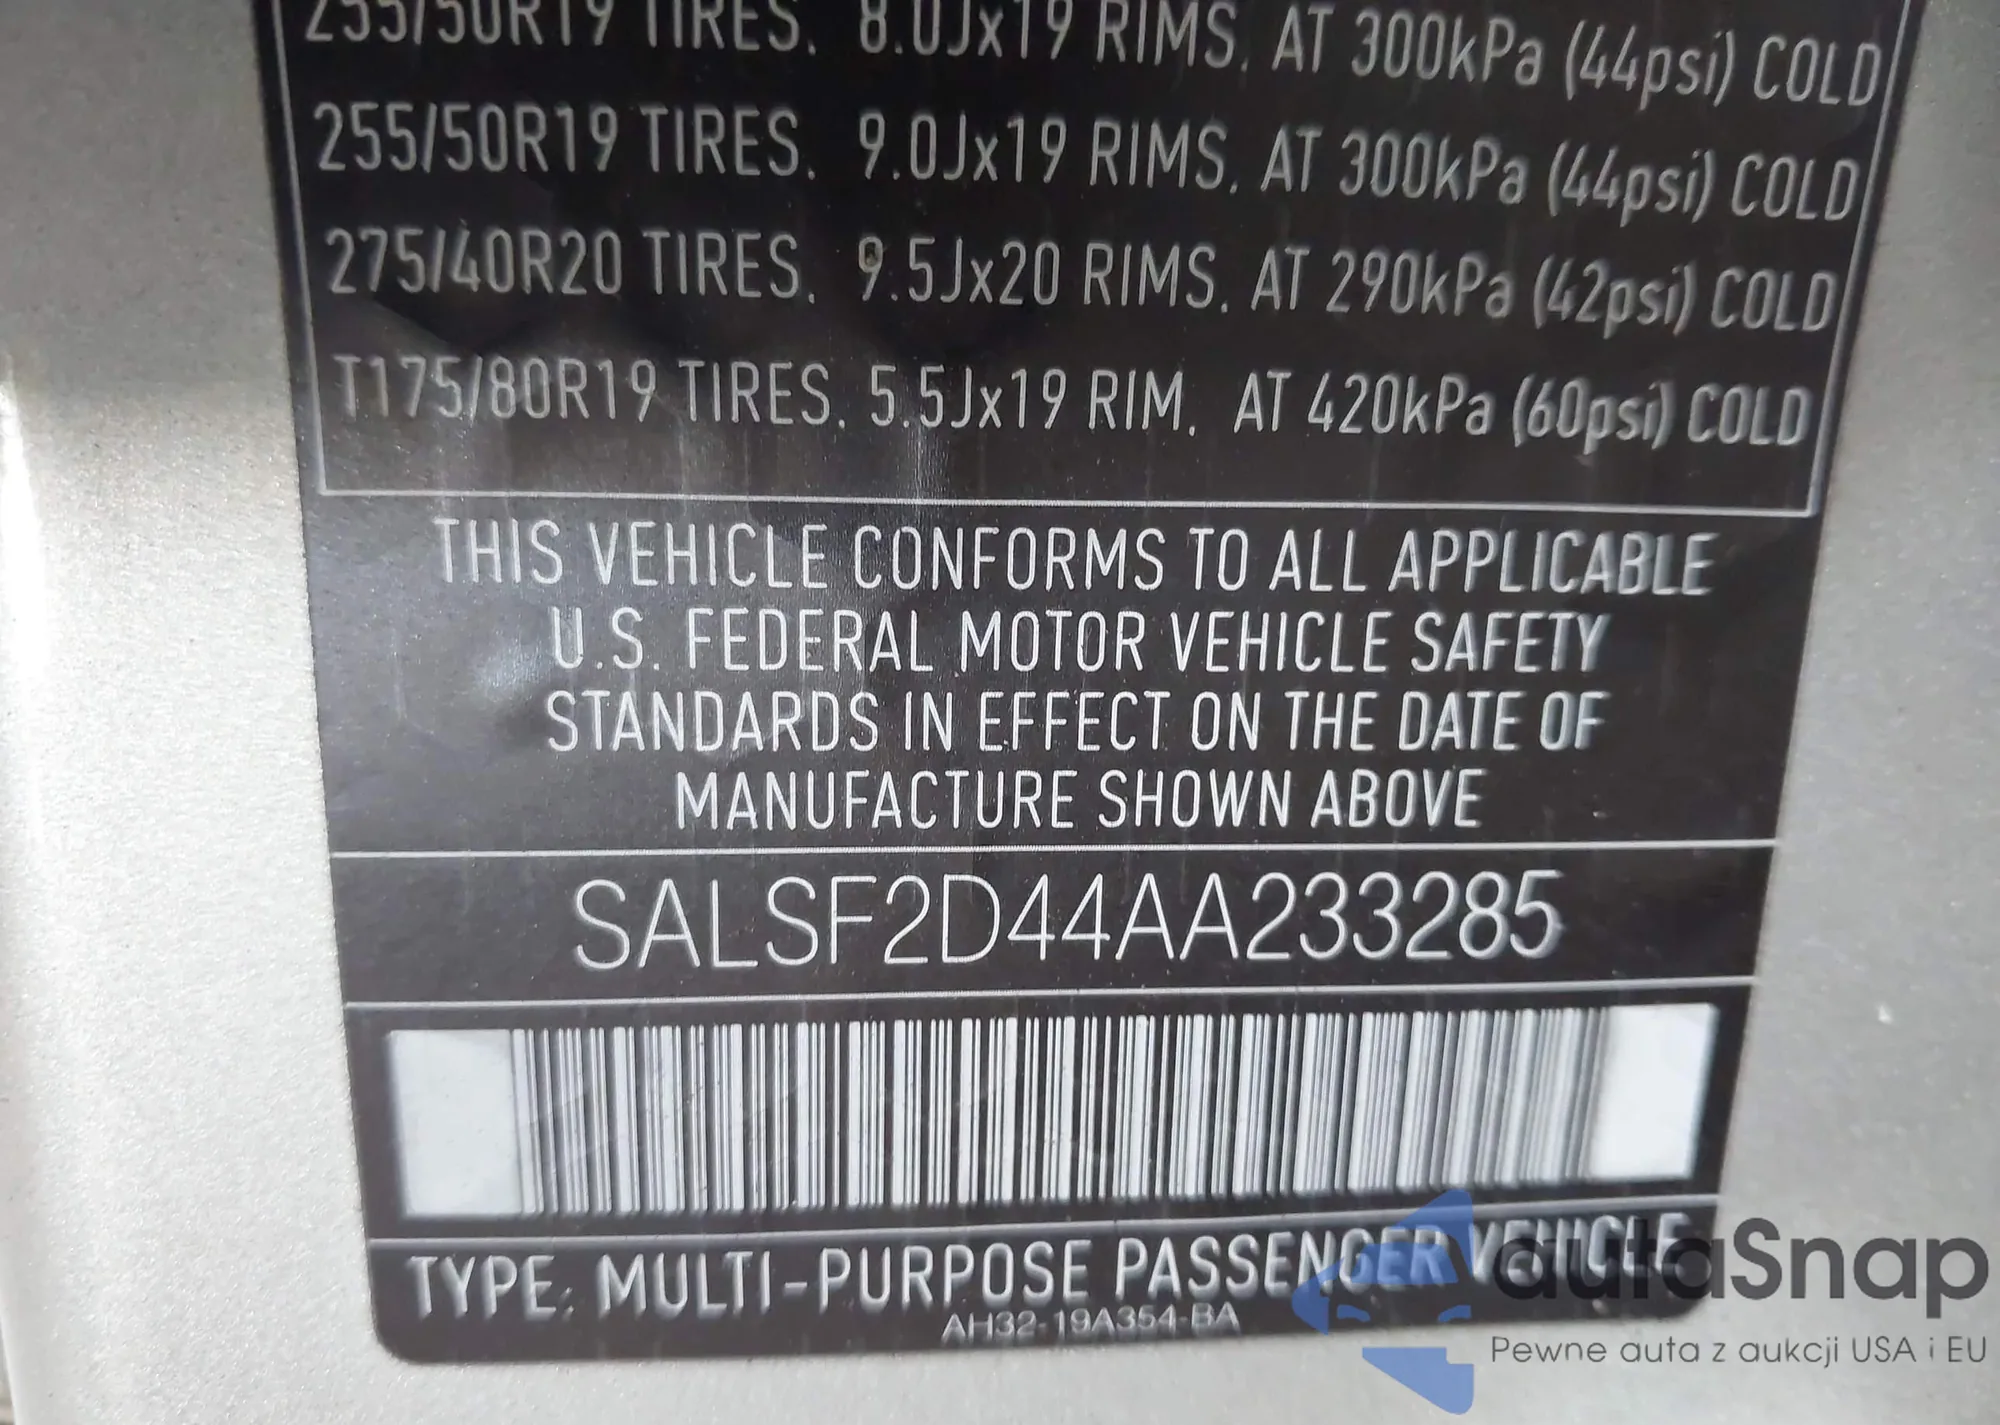 255/50R19 TIRES. 8.0Jx19 RIMS. AT 300kPa (44psi) COLD
255/50R19 TIRES. 9.0Jx19 RIMS. AT 300kPa (44psi) COLD
275/40R20 TIRES. 9.5Jx20 RIMS. AT 290kPa (42psi) COLD
T175/80R19 TIRES. 5.5Jx19 RIM. AT 420kPa (60psi) COLD
THIS VEHICLE CONFORMS TO ALL APPLICABLE
U.S. FEDERAL MOTOR VEHICLE SAFETY
STANDARDS IN EFFECT ON THE DATE OF
MANUFACTURE SHOWN ABOVE
SALSF2D44AA233285
TYPE: MULTI-PURPOSE PASSENGER VEHICLE
AH32-19A354-BA
autaSnap
Pewne auta z aukcji USA i EU